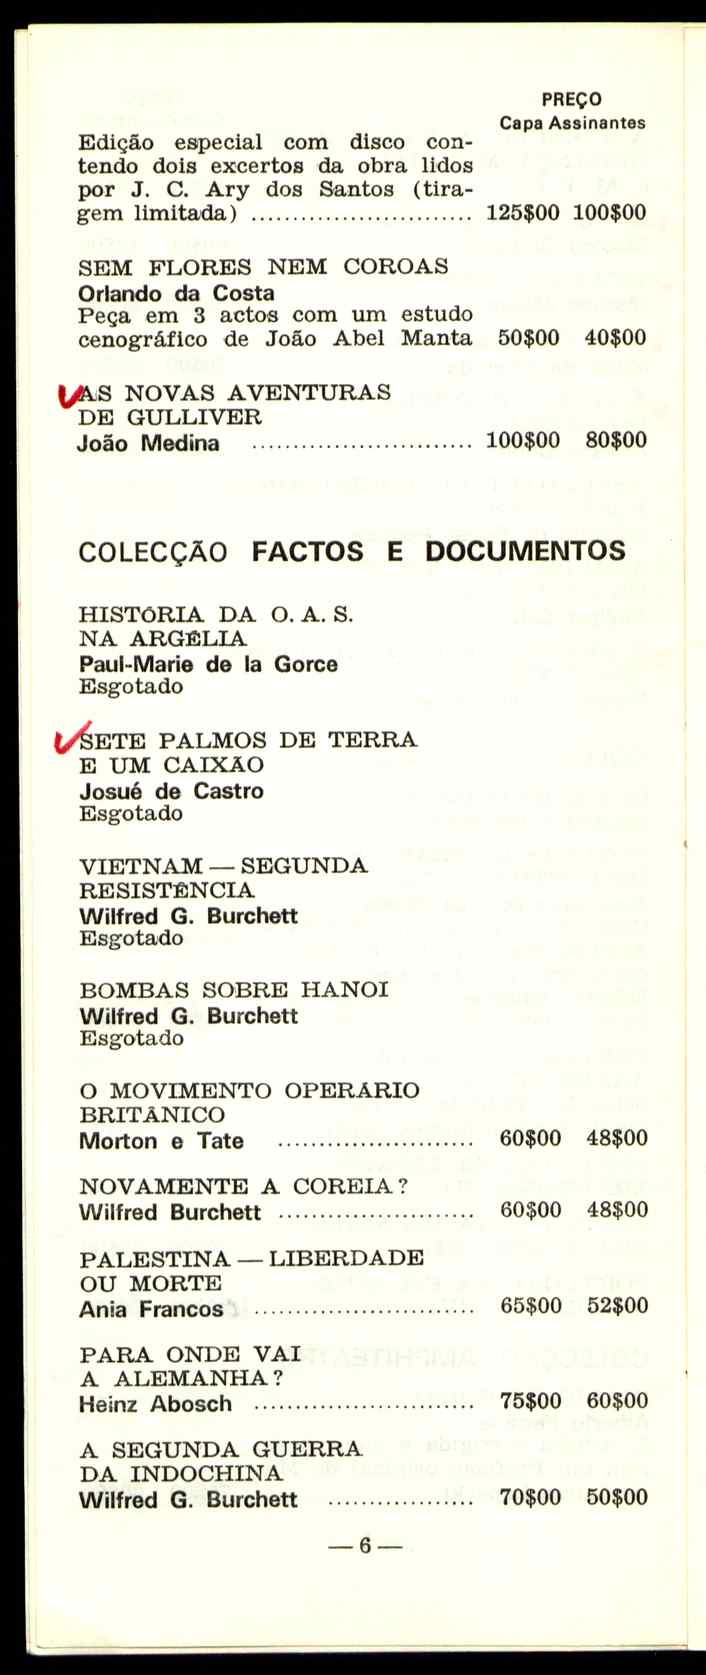 PREÇO
Capa Assinantes
Edição especial com disco con-
tendo dois excertos da obra lidos
por J. C. Ary dos Santos (tira-
gem limitada) .......................... 125$00 100$00
SEM FLORES NEM COROAS
Orlando da Costa
Peça em 3 actos com um estudo
cenográfico de João Abel Manta 50$00 40$00
AS NOVAS AVENTURAS
DE GULLIVER
João Medina .......................... 100$00 80$00
COLECÇÃO FACTOS E DOCUMENTOS
HISTÓRIA DA O. A. S.
NA ARGÉLIA
Paul-Marie de la Gorce
Esgotado
SETE PALMOS DE TERRA
E UM CAIXÃO
Josué de Castro
Esgotado
VIETNAM — SEGUNDA
RESISTÊNCIA
Wilfred G. Burchett
Esgotado
BOMBAS SOBRE HANOI
Wilfred G. Burchett
Esgotado
O MOVIMENTO OPERARIO
BRITÂNICO
Morton e Tate ....................... 60$00 48$00
NOVAMENTE A COREIA?
Wilfred Burchett ....................... 60$00 48$00
PALESTINA — LIBERDADE
OU MORTE
Ania Francos .......................... 65$00 52$00
PARA ONDE VAI
A ALEMANHA?
Heinz Abosch .......................... 75$00 60$00
A SEGUNDA GUERRA
DA INDOCHINA
Wilfred G. Burchett ................. 70$00 50$00
— 6 —